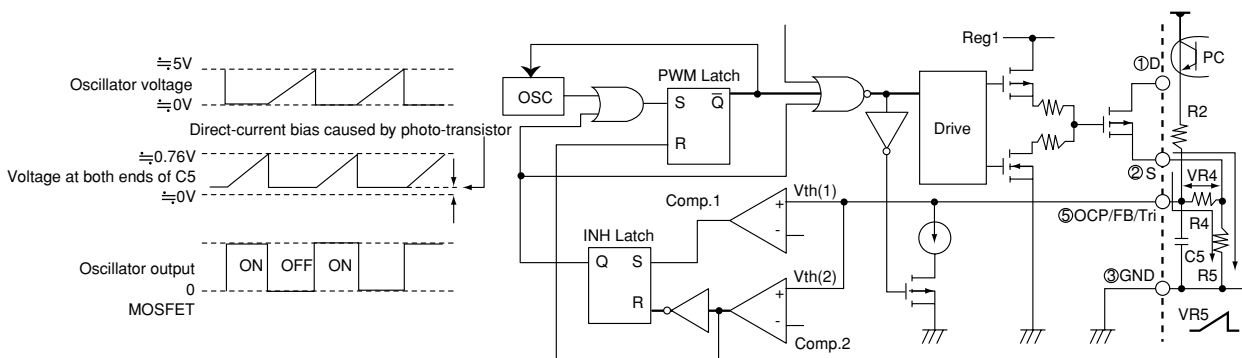 ≒5V
Oscillator voltage
≒0V
Direct-current bias caused by photo-transistor
≒0.76V
Voltage at both ends of C5
≒0V
Oscillator output
ON OFF ON
0
MOSFET
OSC
PWM Latch
S Q
R
Reg1
Drive
Comp.1
Vth(1)
+
-
INH Latch
Q S
R
Vth(2)
+
-
Comp.2
①D
PC
R2
②S
VR4
⑤OCP/FB/Tri
R4
C5
R5
③GND
VR5